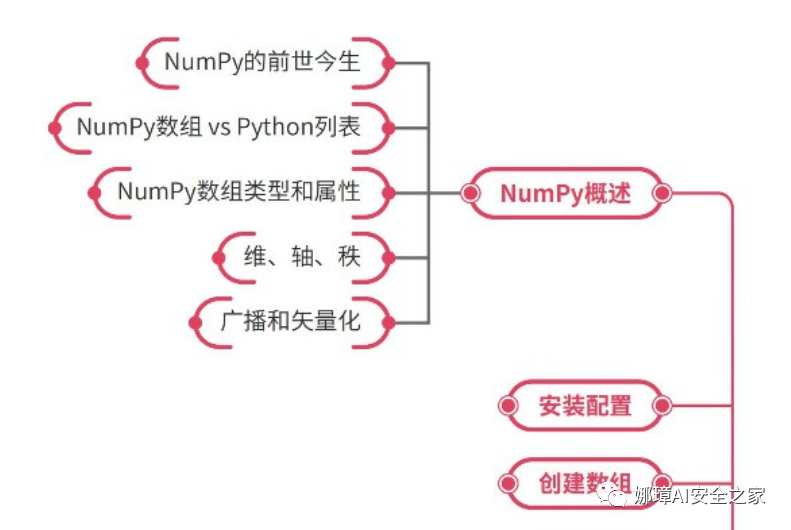 NumPy的前世今生
NumPy数组 vs Python列表
NumPy数组类型和属性
维、轴、秩
广播和矢量化
NumPy概述
安装配置
创建数组
娜璋AI安全之家